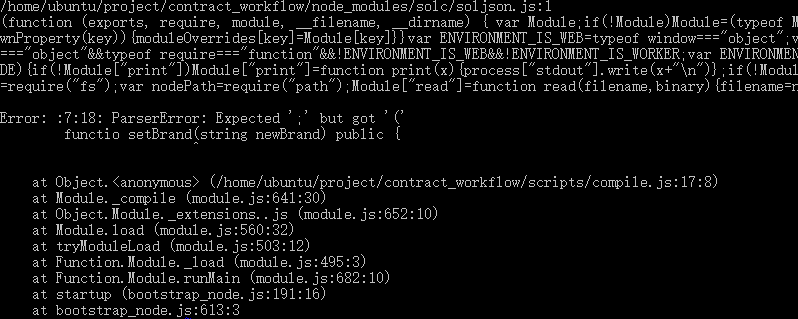 /home/ubuntu/project/contract_workflow/node_modules/solc/soljson.js:1
(function (exports, require, module, __filename, __dirname) { var Module;if(!Module)Module=(typeof M
wnProperty(key)){moduleOverrides[key]=Module[key]}}var ENVIRONMENT_IS_WEB=typeof window==="object";v
==="object"&&typeof require==="function"&&!ENVIRONMENT_IS_WEB&&!ENVIRONMENT_IS_WORKER;var ENVIRONMEN
DE){if(!Module["print"])Module["print"]=function print(x){process["stdout"].write(x+"\n")};if(!Modul
=require("fs");var nodePath=require("path");Module["read"]=function read(filename,binary){filename=n
Error: :7:18: ParserError: Expected ';' but got '('
functio setBrand(string newBrand) public {
^
at Object.<anonymous> (/home/ubuntu/project/contract_workflow/scripts/compile.js:17:8)
at Module._compile (module.js:641:30)
at Object.Module._extensions..js (module.js:652:10)
at Module.load (module.js:560:32)
at tryModuleLoad (module.js:503:12)
at Function.Module._load (module.js:495:3)
at Function.Module.runMain (module.js:682:10)
at startup (bootstrap_node.js:191:16)
at bootstrap_node.js:613:3